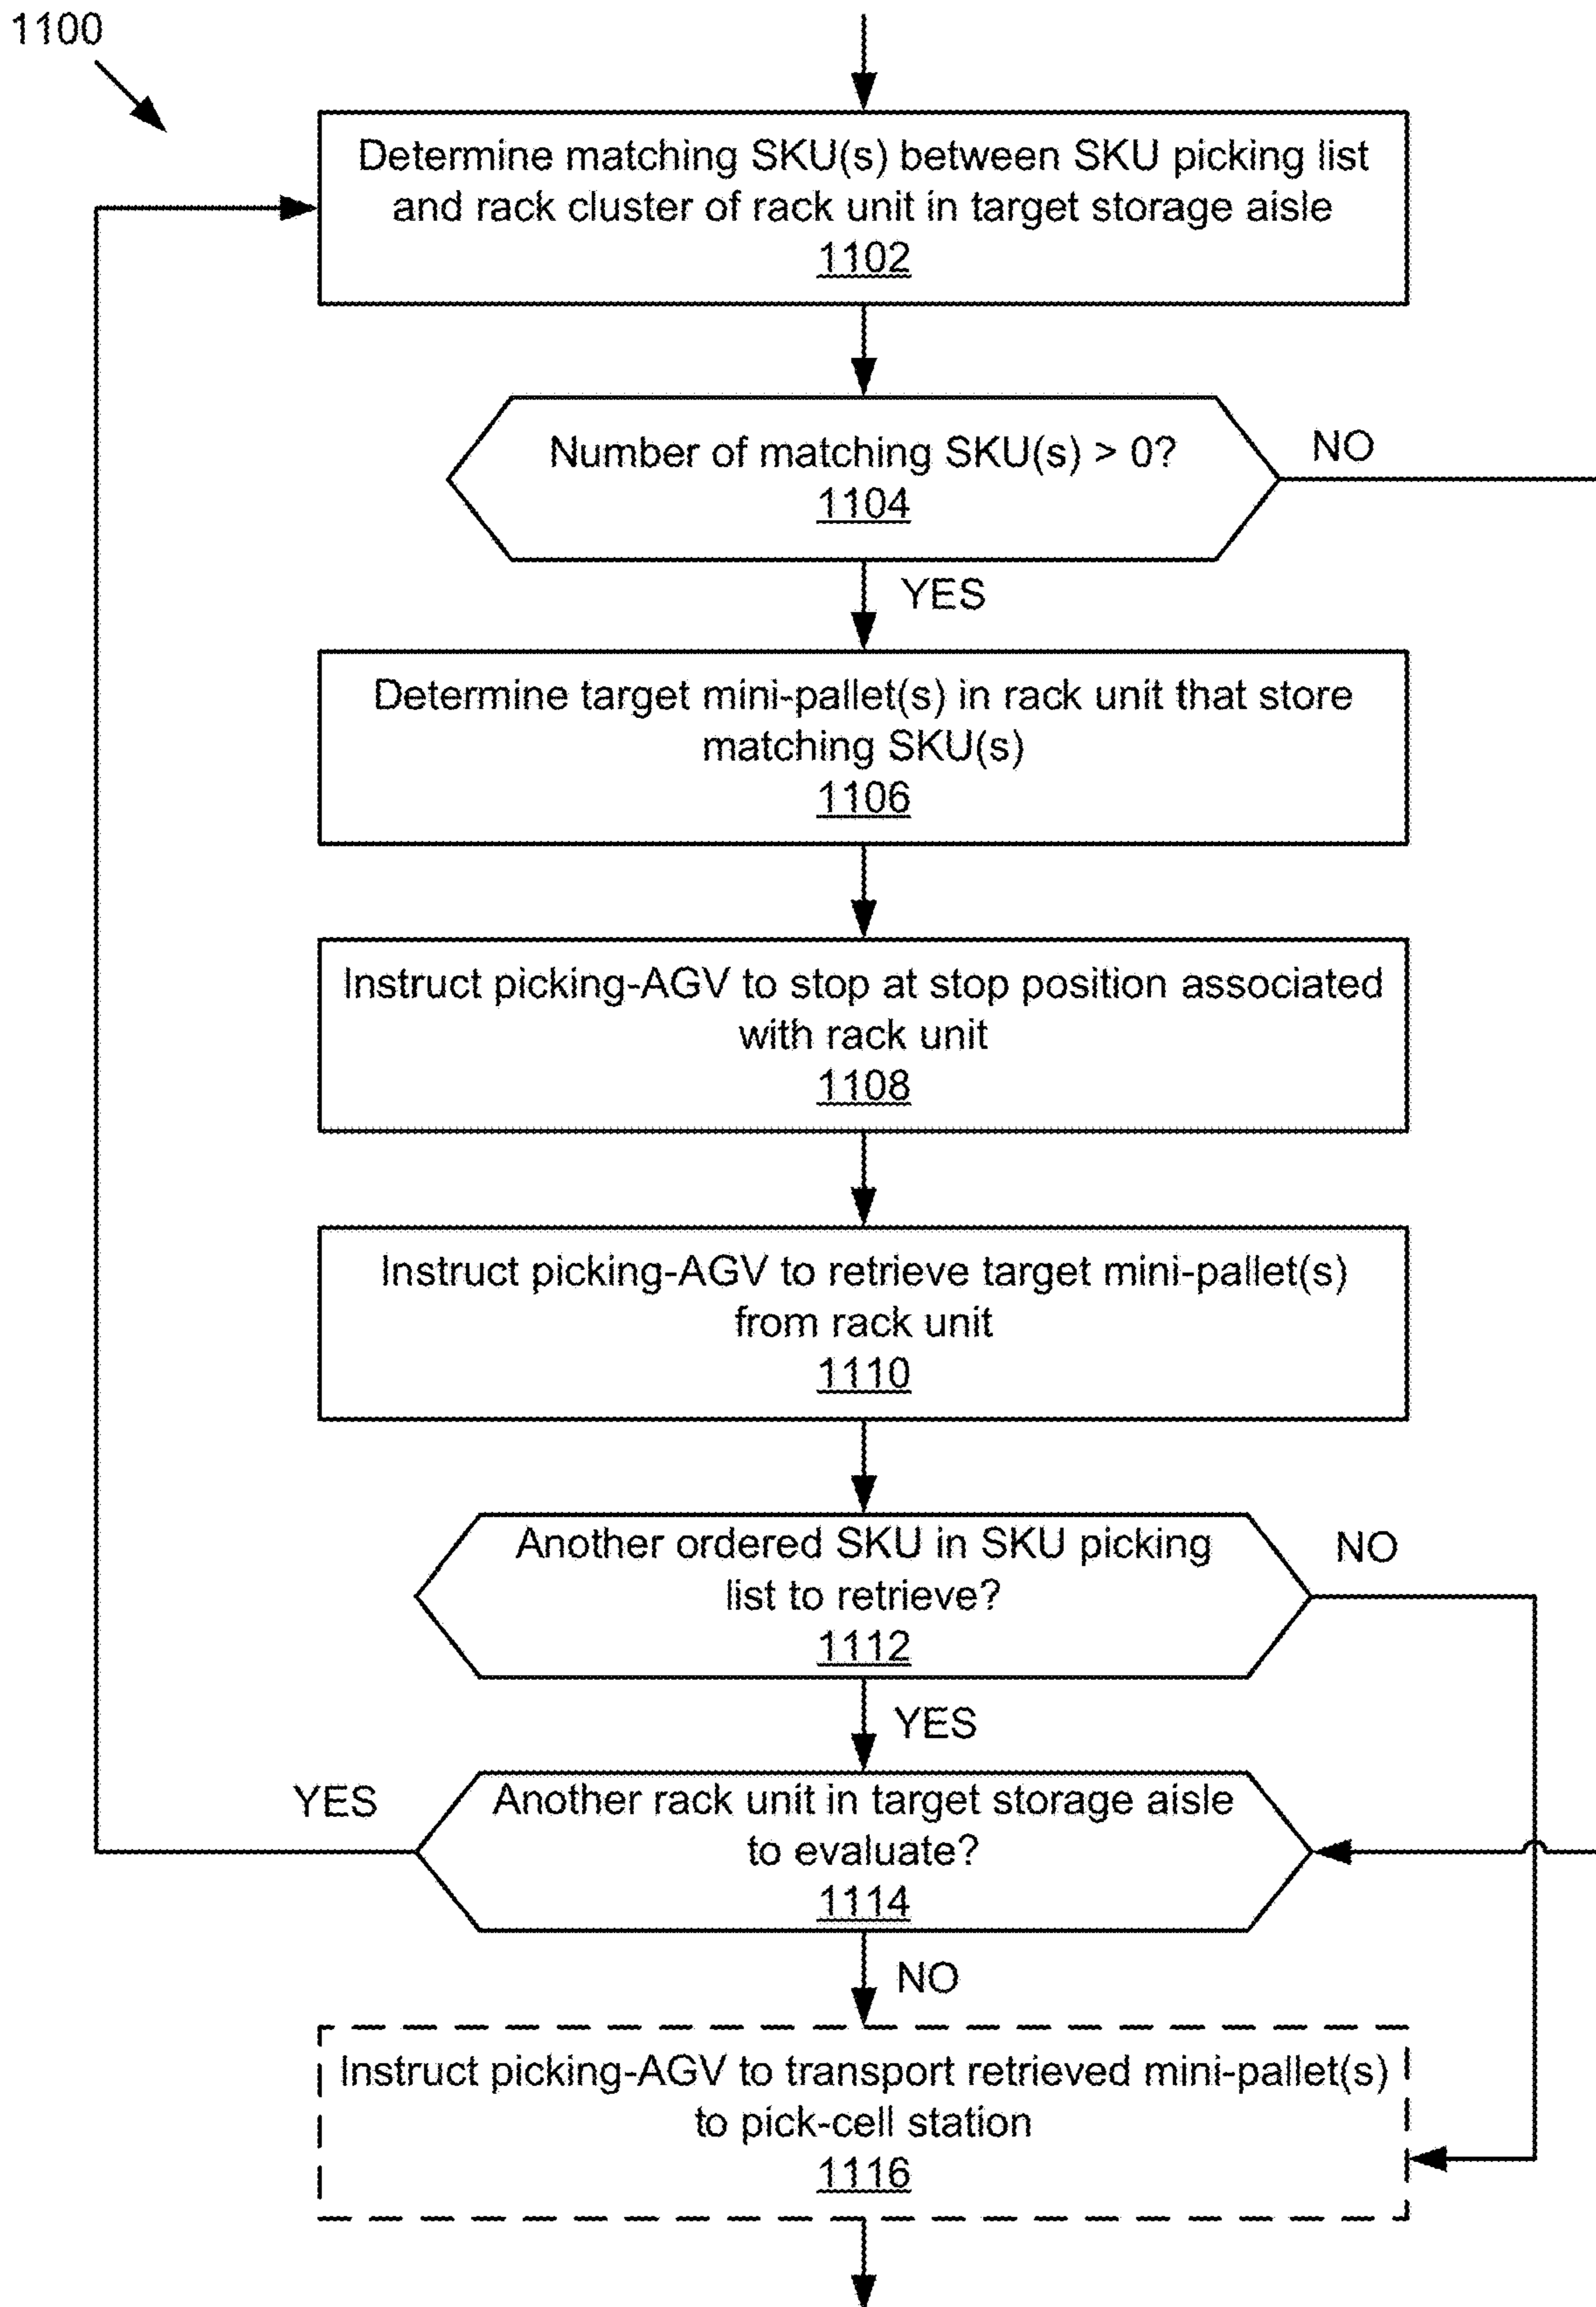 1100
Determine matching SKU(s) between SKU picking list
and rack cluster of rack unit in target storage aisle
1102
Number of matching SKU(s) > 0?
1104
NO
YES
Determine target mini-pallet(s) in rack unit that store
matching SKU(s)
1106
Instruct picking-AGV to stop at stop position associated
with rack unit
1108
Instruct picking-AGV to retrieve target mini-pallet(s)
from rack unit
1110
Another ordered SKU in SKU picking
list to retrieve?
1112
NO
YES
YES
Another rack unit in target storage aisle
to evaluate?
1114
NO
Instruct picking-AGV to transport retrieved mini-pallet(s)
to pick-cell station
1116